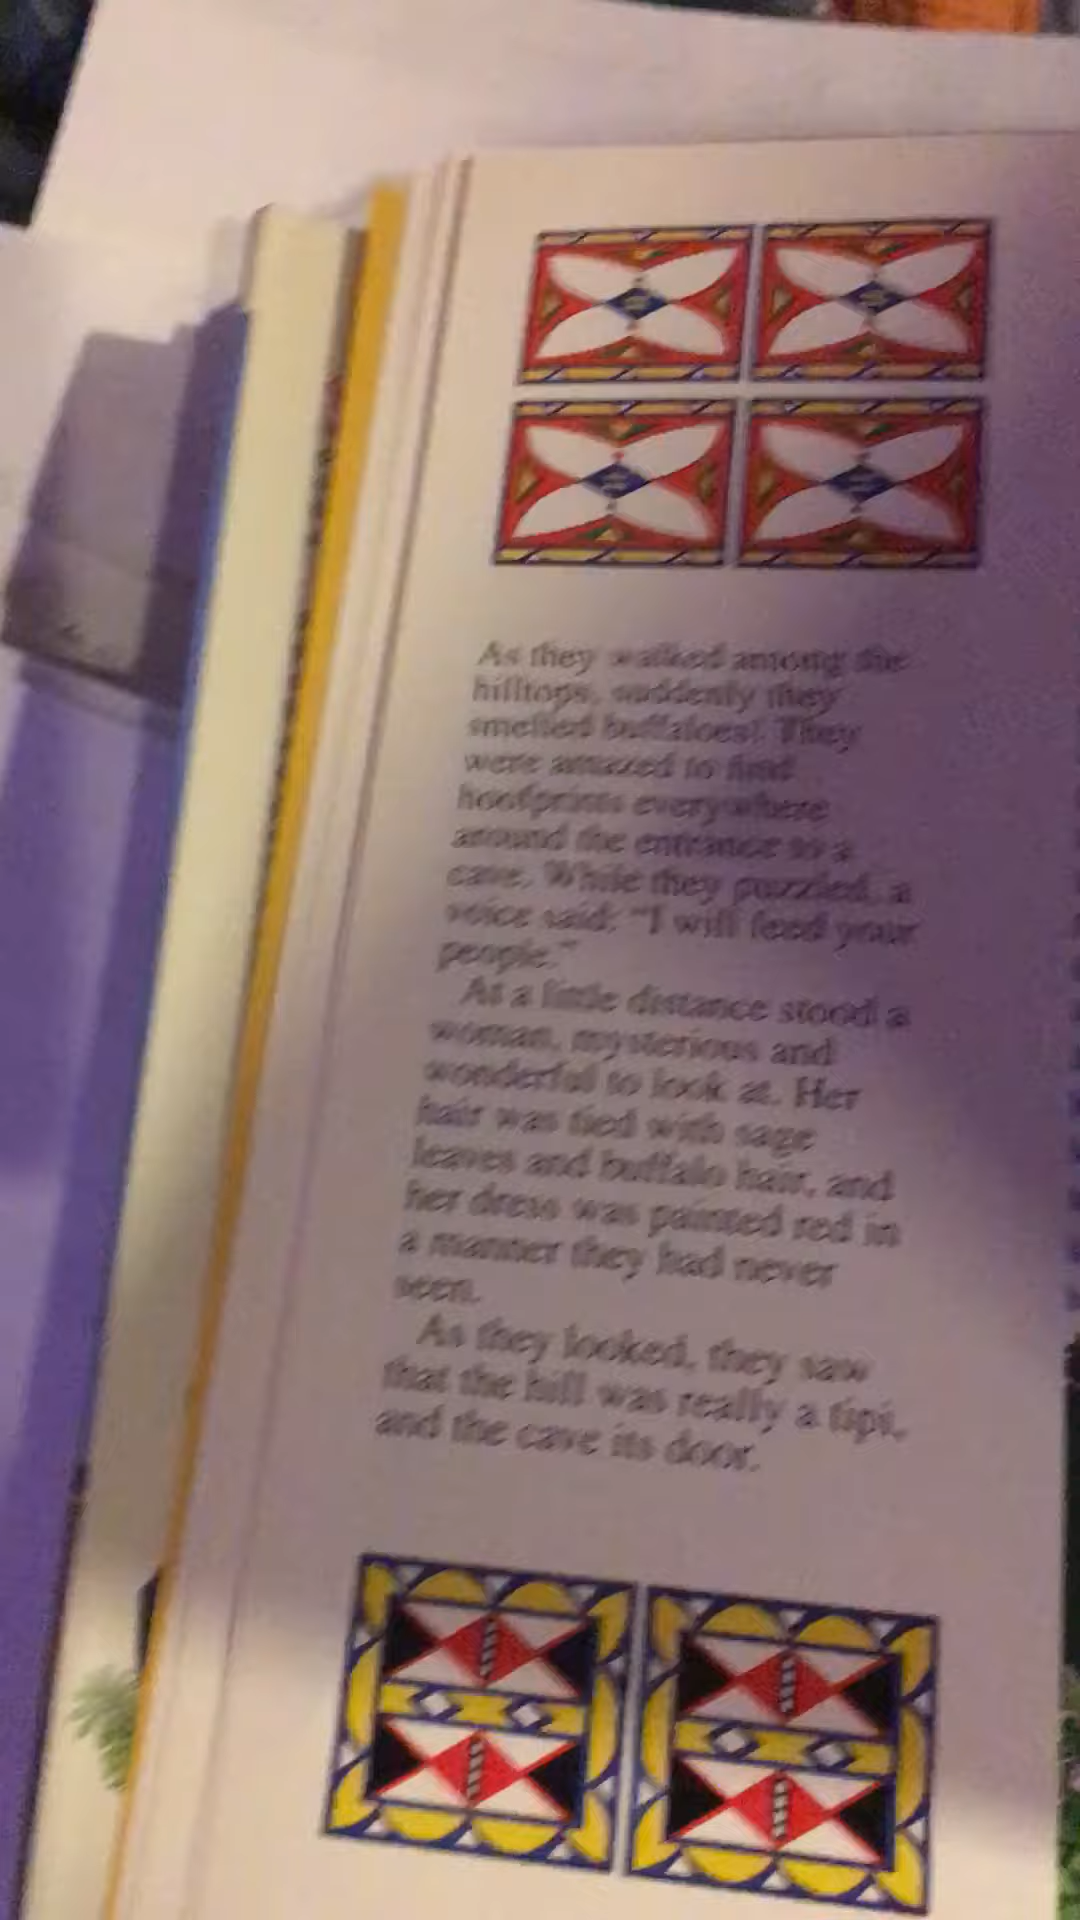 As they walked among the
hilltops, suddenly they
smelled buffaloes! They
were amazed to find
hoofprints everywhere
around the entrance to a
cave. While they puzzled, a
voice said: "I will feed your
people."
At a little distance stood a
woman, mysterious and
wonderful to look at. Her
hair was tied with sage
leaves and buffalo hair, and
her dress was painted red in
a manner they had never
seen.
As they looked, they saw
that the hill was really a tipi,
and the cave its door.